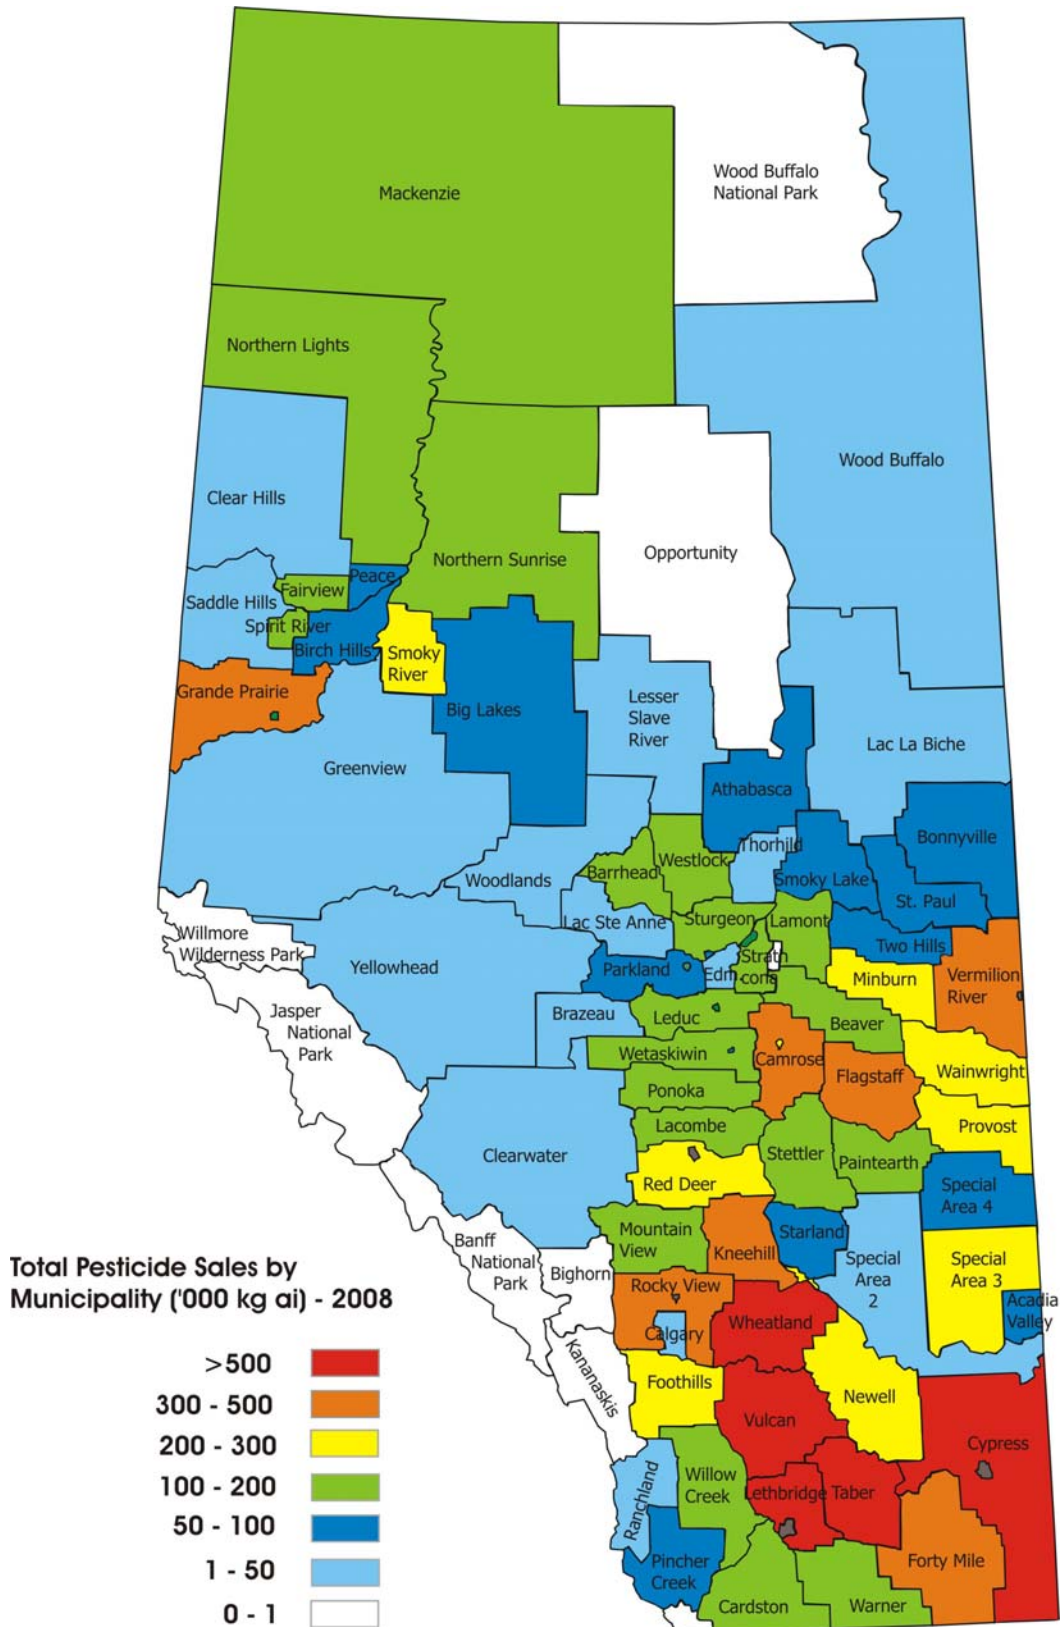 Mackenzie
Wood Buffalo
National Park
Northern Lights
Wood Buffalo
Clear Hills
Northern Sunrise
Opportunity
Peace
Fairview
Saddle Hills
Spirit River
Birch Hills
Smoky
River
Grande Prairie
Big Lakes
Lesser
Slave
River
Lac La Biche
Greenview
Athabasca
Bonnyville
Thorhild
Westlock
Barrhead
Smoky Lake
Woodlands
St. Paul
Lac Ste Anne
Sturgeon
Lamont
Willmore
Wilderness Park
Two Hills
Yellowhead
Parkland
Edm.
Strath
cona
Minburn
Vermilion
River
Jasper
National
Park
Brazeau
Leduc
Beaver
Wetaskiwin
Camrose
Flagstaff
Wainwright
Ponoka
Lacombe
Provost
Clearwater
Stettler
Paintearth
Red Deer
Special
Area 4
Mountain
View
Starland
Kneehill
Banff
National
Park
Special
Area
2
Special
Area 3
Bighorn
Rocky View
Acadia
Valley
Total Pesticide Sales by
Municipality ('000 kg ai) - 2008
Wheatland
Calgary
Kananaskis
Foothills
Newell
>500
300 - 500
200 - 300
100 - 200
50 - 100
1 - 50
0 - 1
Vulcan
Cypress
Willow
Creek
Ranchland
Lethbridge
Taber
Pincher
Creek
Forty Mile
Cardston
Warner